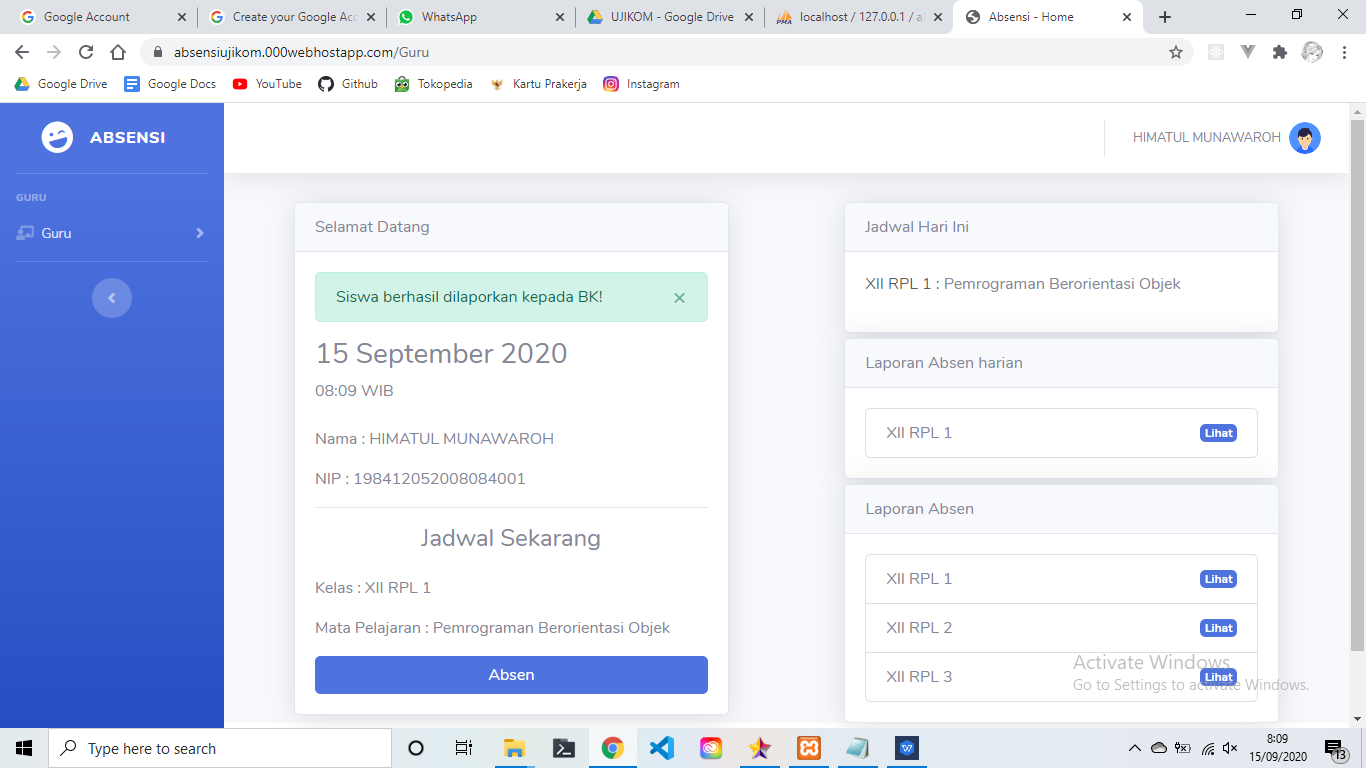 Google Account
Create your Google Acc
WhatsApp
UJIKOM - Google Drive
localhost / 127.0.0.1 / a
Absensi - Home
absensiujikom.000webhostapp.com/Guru
Google Drive
Google Docs
YouTube
Github
Tokopedia
Kartu Prakerja
Instagram
ABSENSI
HIMATUL MUNAWAROH
GURU
Guru
Selamat Datang
Siswa berhasil dilaporkan kepada BK!
15 September 2020
08:09 WIB
Nama : HIMATUL MUNAWAROH
NIP : 198412052008084001
Jadwal Sekarang
Kelas : XII RPL 1
Mata Pelajaran : Pemrograman Berorientasi Objek
Absen
Jadwal Hari Ini
XII RPL 1 : Pemrograman Berorientasi Objek
Laporan Absen harian
XII RPL 1 Lihat
Laporan Absen
XII RPL 1 Lihat
XII RPL 2 Lihat
XII RPL 3 Lihat
Activate Windows
Go to Settings to activate Windows.
Type here to search
8:09
15/09/2020
13